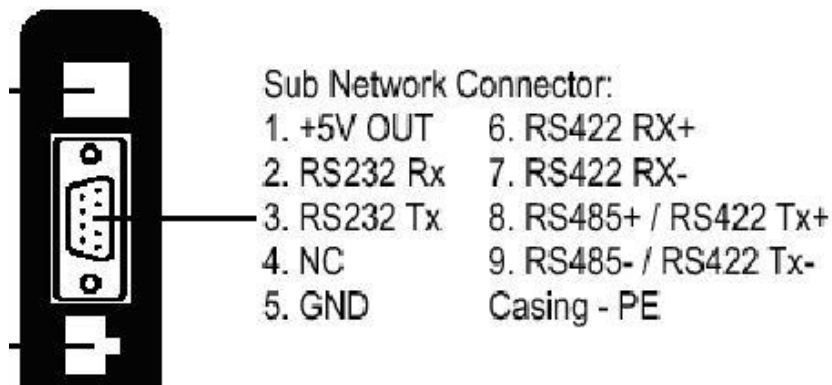 Sub Network Connector:
1. +5V OUT 6. RS422 RX+
2. RS232 Rx 7. RS422 RX-
3. RS232 Tx 8. RS485+ / RS422 Tx+
4. NC 9. RS485- / RS422 Tx-
5. GND Casing - PE